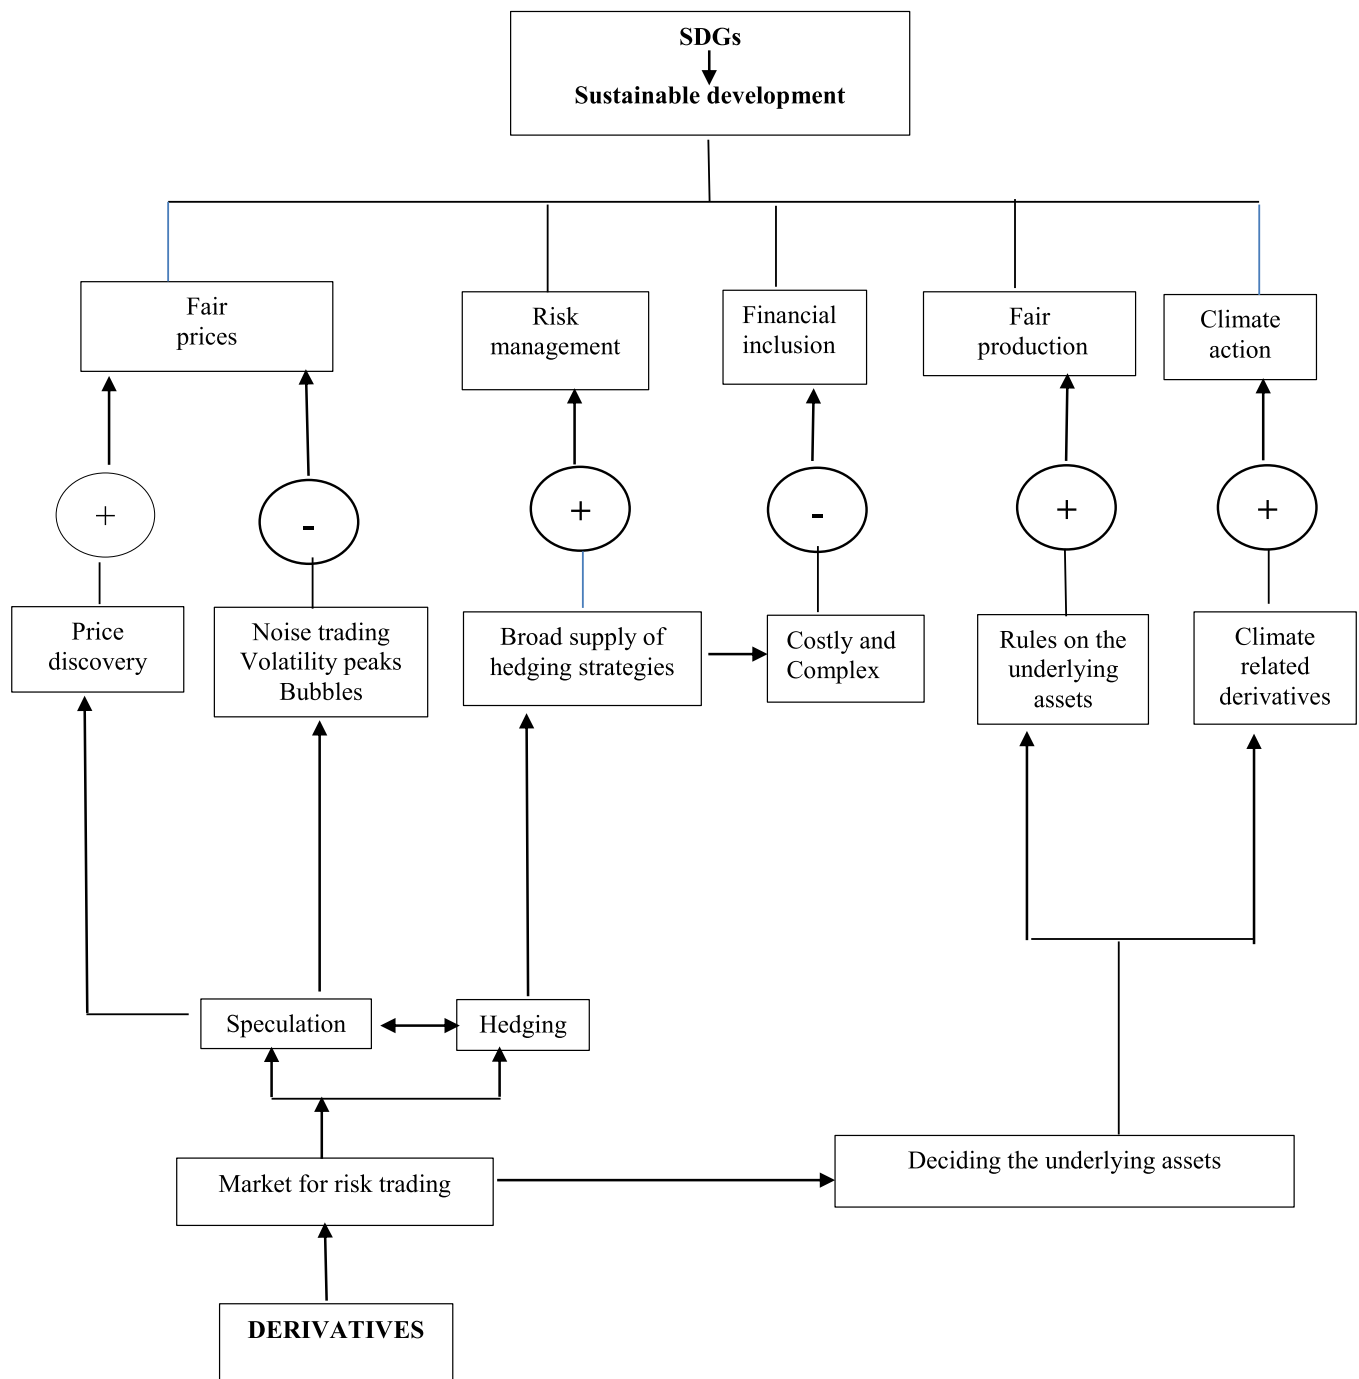 SDGs
Sustainable development
Fair
prices
Risk
management
Financial
inclusion
Fair
production
Climate
action
+
-
+
-
+
+
Price
discovery
Noise trading
Volatility peaks
Bubbles
Broad supply of
hedging strategies
Costly and
Complex
Rules on the
underlying
assets
Climate
related
derivatives
Speculation
Hedging
Market for risk trading
Deciding the underlying assets
DERIVATIVES